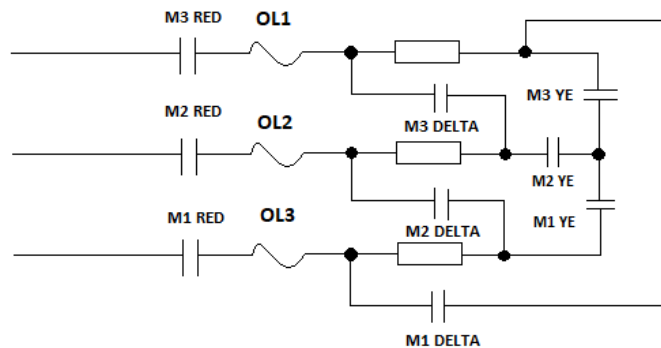 M3 RED
OL1
M3 YE
M3 DELTA
M2 RED
OL2
M2 YE
M1 YE
M1 RED
OL3
M2 DELTA
M1 DELTA